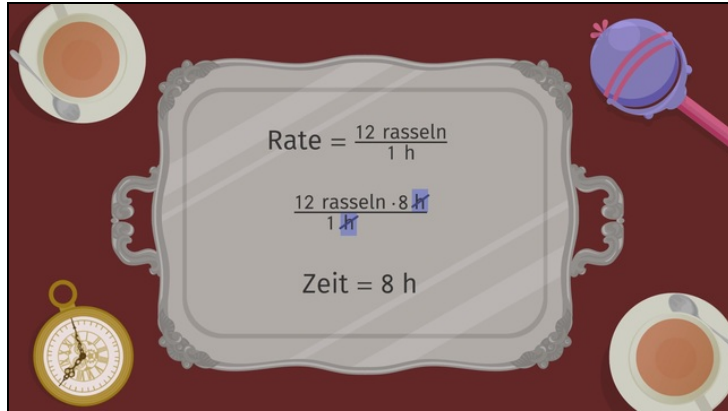 Rate = 12 rasseln / 1 h
12 rasseln · 8 h / 1 h
Zeit = 8 h